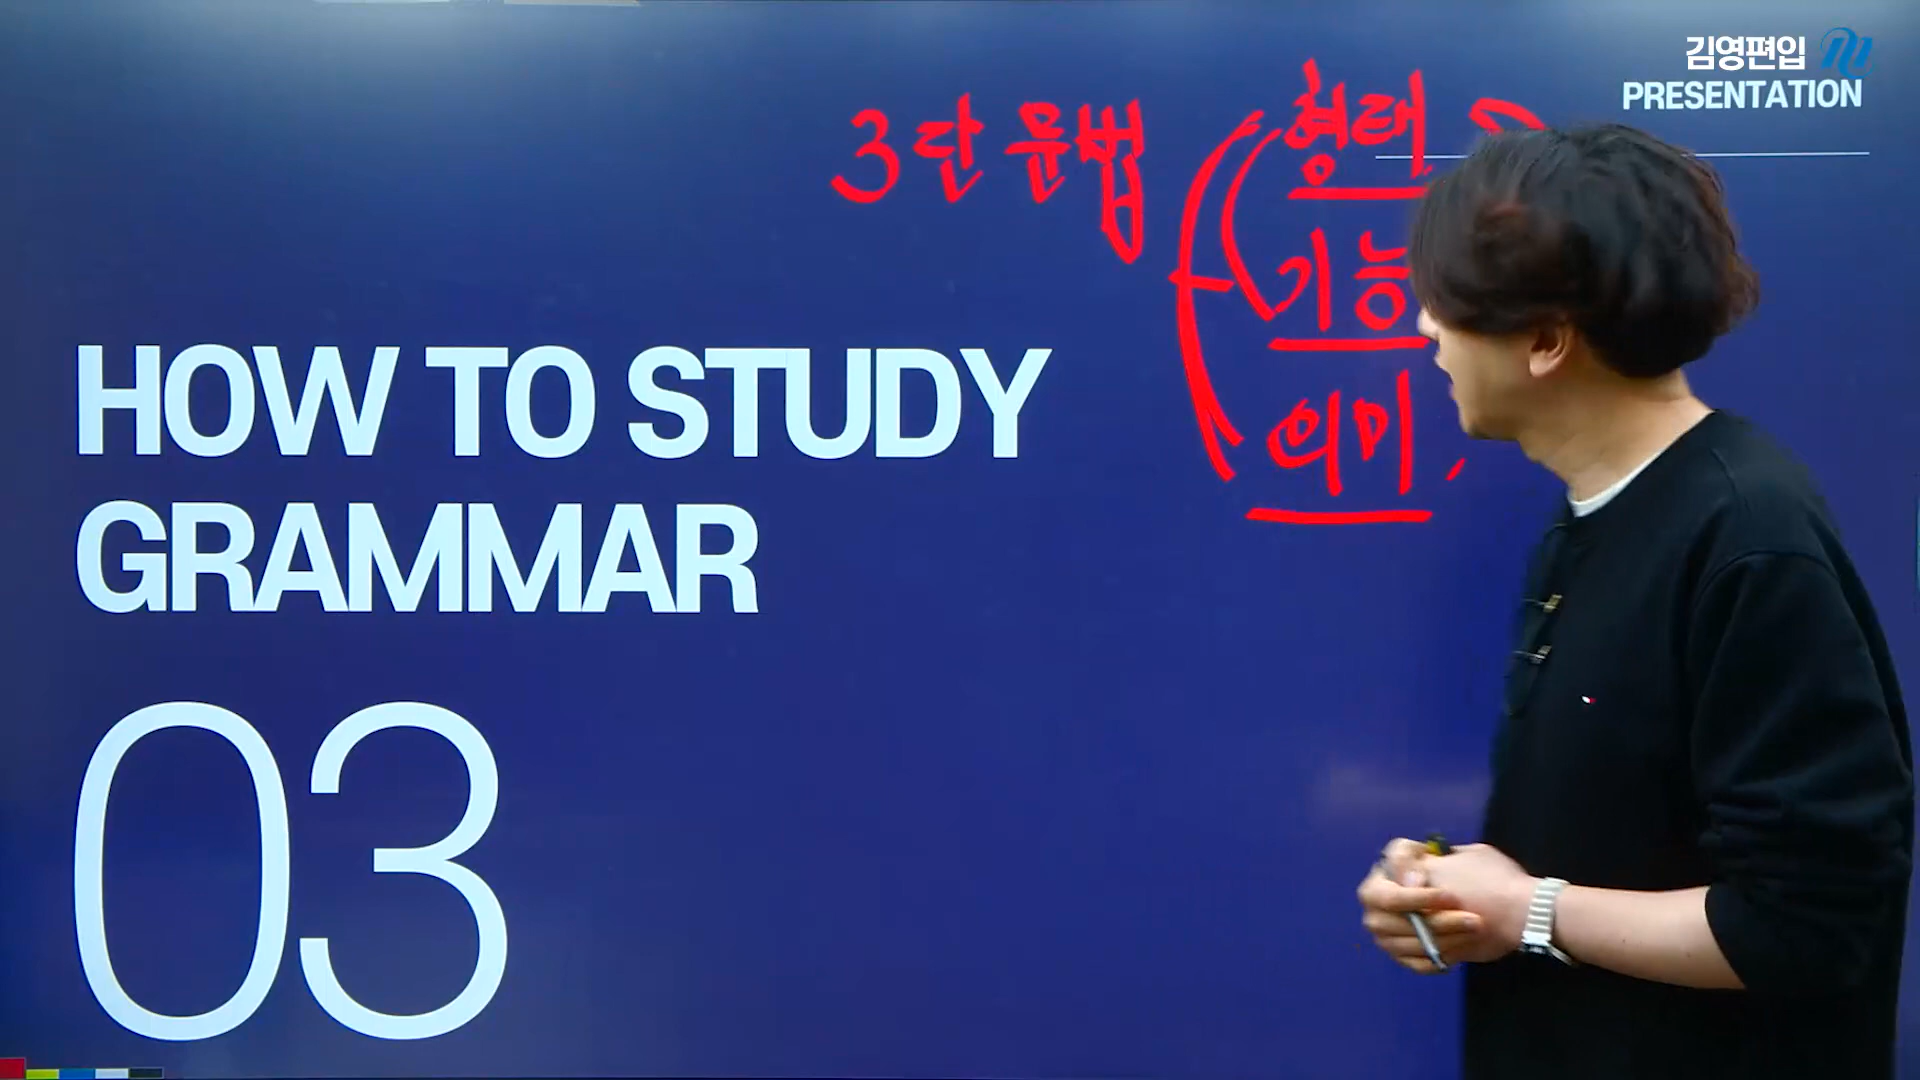 김영편입
PRESENTATION
3단 문법
형태
기능
의미
HOW TO STUDY
GRAMMAR
03